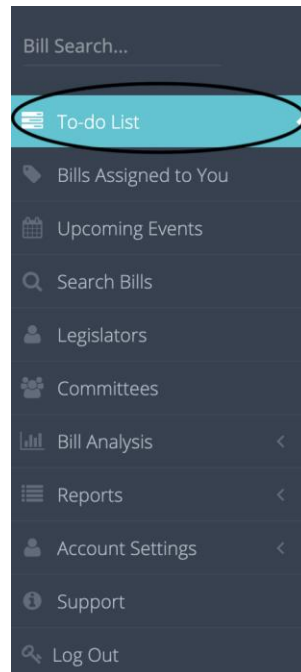 Bill Search...
To-do List
Bills Assigned to You
Upcoming Events
Search Bills
Legislators
Committees
Bill Analysis
Reports
Account Settings
Support
Log Out